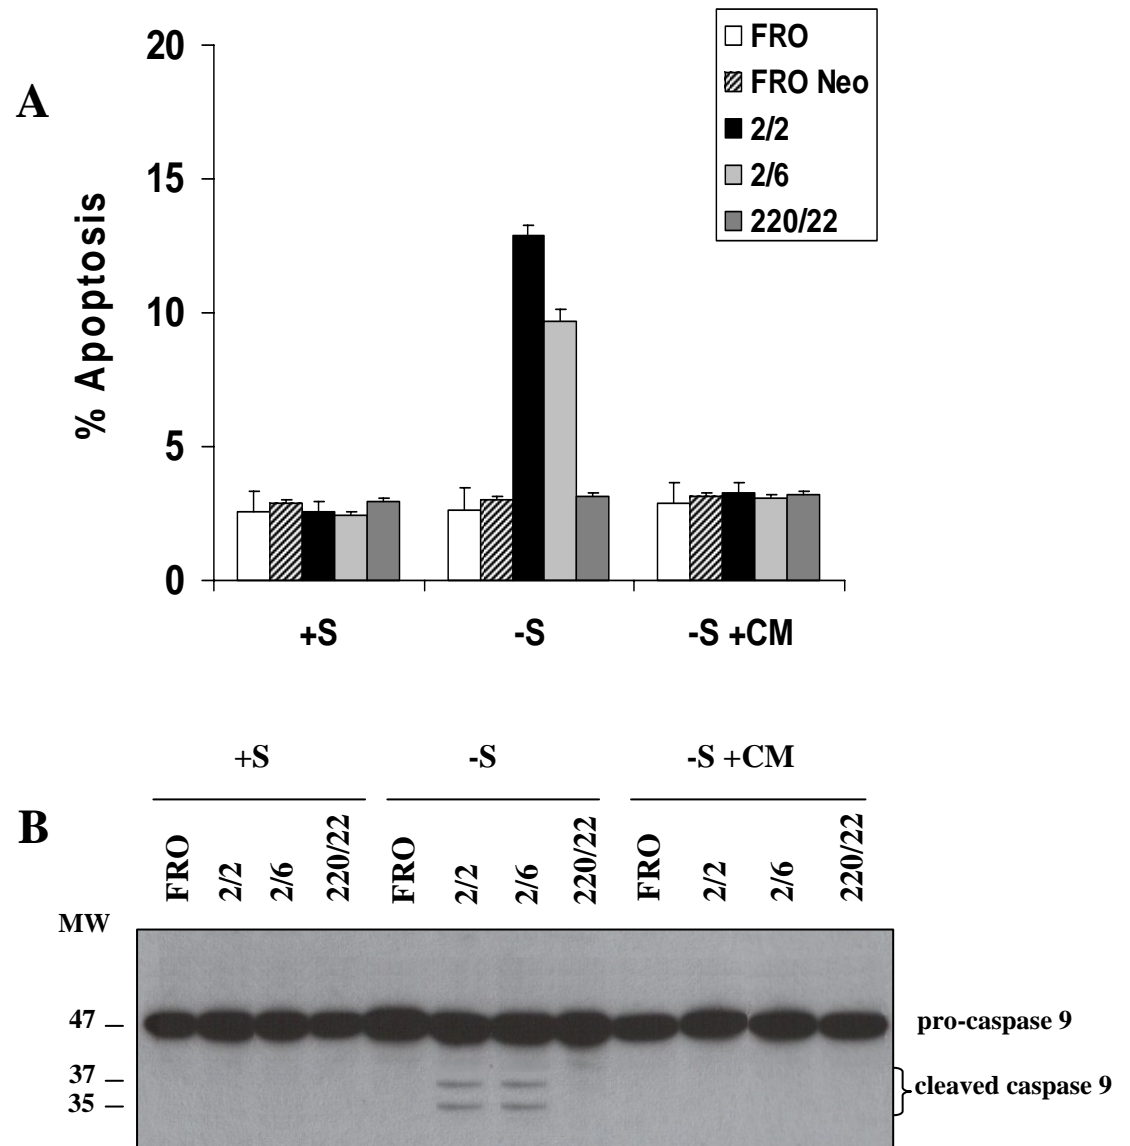 A
20
15
10
5
0
% Apoptosis
FRO
FRO Neo
2/2
2/6
220/22
+S
-S
-S +CM
B
+S
-S
-S +CM
FRO
2/2
2/6
220/22
FRO
2/2
2/6
220/22
FRO
2/2
2/6
220/22
MW
47
pro-caspase 9
37
35
cleaved caspase 9